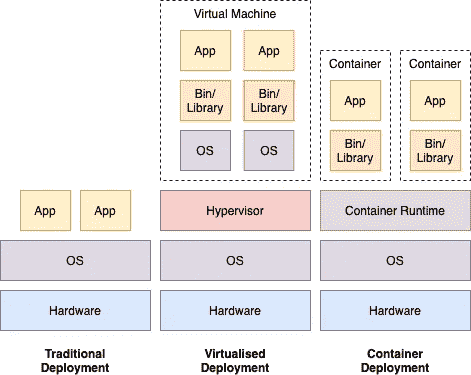 Virtual Machine
App
App
Bin/
Library
Bin/
Library
OS
OS
Container
Container
App
App
Bin/
Library
Bin/
Library
App
App
Hypervisor
Container Runtime
OS
OS
OS
Hardware
Hardware
Hardware
Traditional
Deployment
Virtualised
Deployment
Container
Deployment